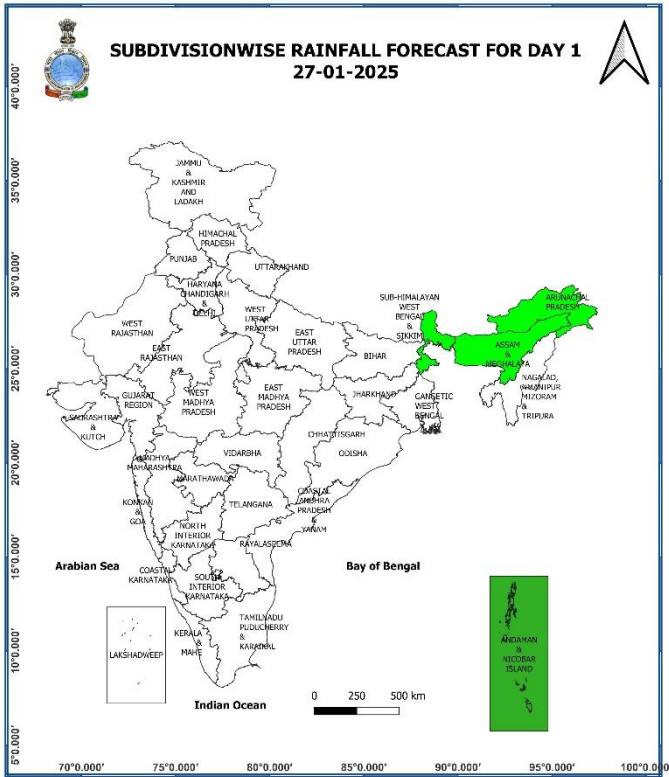 SUBDIVISIONWISE RAINFALL FORECAST FOR DAY 1
27-01-2025
40°0.000'
35°0.000'
30°0.000'
25°0.000'
20°0.000'
15°0.000'
10°0.000'
5°0.000'
JAMMU
&
KASHMIR
AND
LADAKH
HIMACHAL
PRADESH
PUNJAB
UTTARAKHAND
HARYANA
CHANDIGARH
&
DELHI
WEST
UTTAR
PRADESH
EAST
UTTAR
PRADESH
WEST
RAJASTHAN
EAST
RAJASTHAN
BIHAR
SUB-HIMALAYAN
WEST
BENGAL
&
SIKKIM
ARUNACHAL
PRADESH
ASSAM
&
MEGHALAYA
NAGALAD,
MANIPUR
MIZORAM
&
TRIPURA
SAURASHTRA
&
KUTCH
GUJARAT
REGION
WEST
MADHYA
PRADESH
EAST
MADHYA
PRADESH
JHARKHAND
GANGETIC
WEST
BENGAL
CHHATTISGARH
ODISHA
MADHYA
MAHARASHTRA
VIDARBHA
MARATHAWADA
KONKAN
&
GOA
TELANGANA
COASTAL
ANDHRA
PRADESH
&
YANAM
NORTH
INTERIOR
KARNATAKA
RAYALASEEMA
COASTAL
KARNATAKA
SOUTH
INTERIOR
KARNATAKA
KERALA
&
MAHE
TAMILNADU
PUDUCHERRY
&
KARAIKAL
LAKSHADWEEP
ANDAMAN
&
NICOBAR
ISLAND
Arabian Sea
Bay of Bengal
Indian Ocean
0 250 500 km
70°0.000' 75°0.000' 80°0.000' 85°0.000' 90°0.000' 95°0.000' 100°0.000